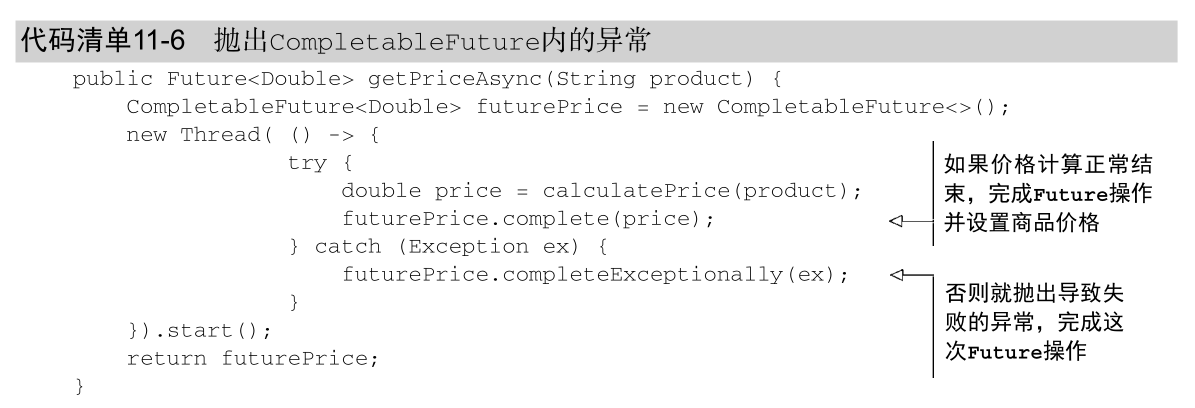 代码清单11-6 抛出CompletableFuture内的异常
public Future<Double> getPriceAsync(String product) {
    CompletableFuture<Double> futurePrice = new CompletableFuture<>();
    new Thread( () -> {
                try {
                    double price = calculatePrice(product);
                    futurePrice.complete(price);
                } catch (Exception ex) {
                    futurePrice.completeExceptionally(ex);
                }
    }).start();
    return futurePrice;
}
如果价格计算正常结
束，完成Future操作
并设置商品价格
否则就抛出导致失
败的异常，完成这
次Future操作